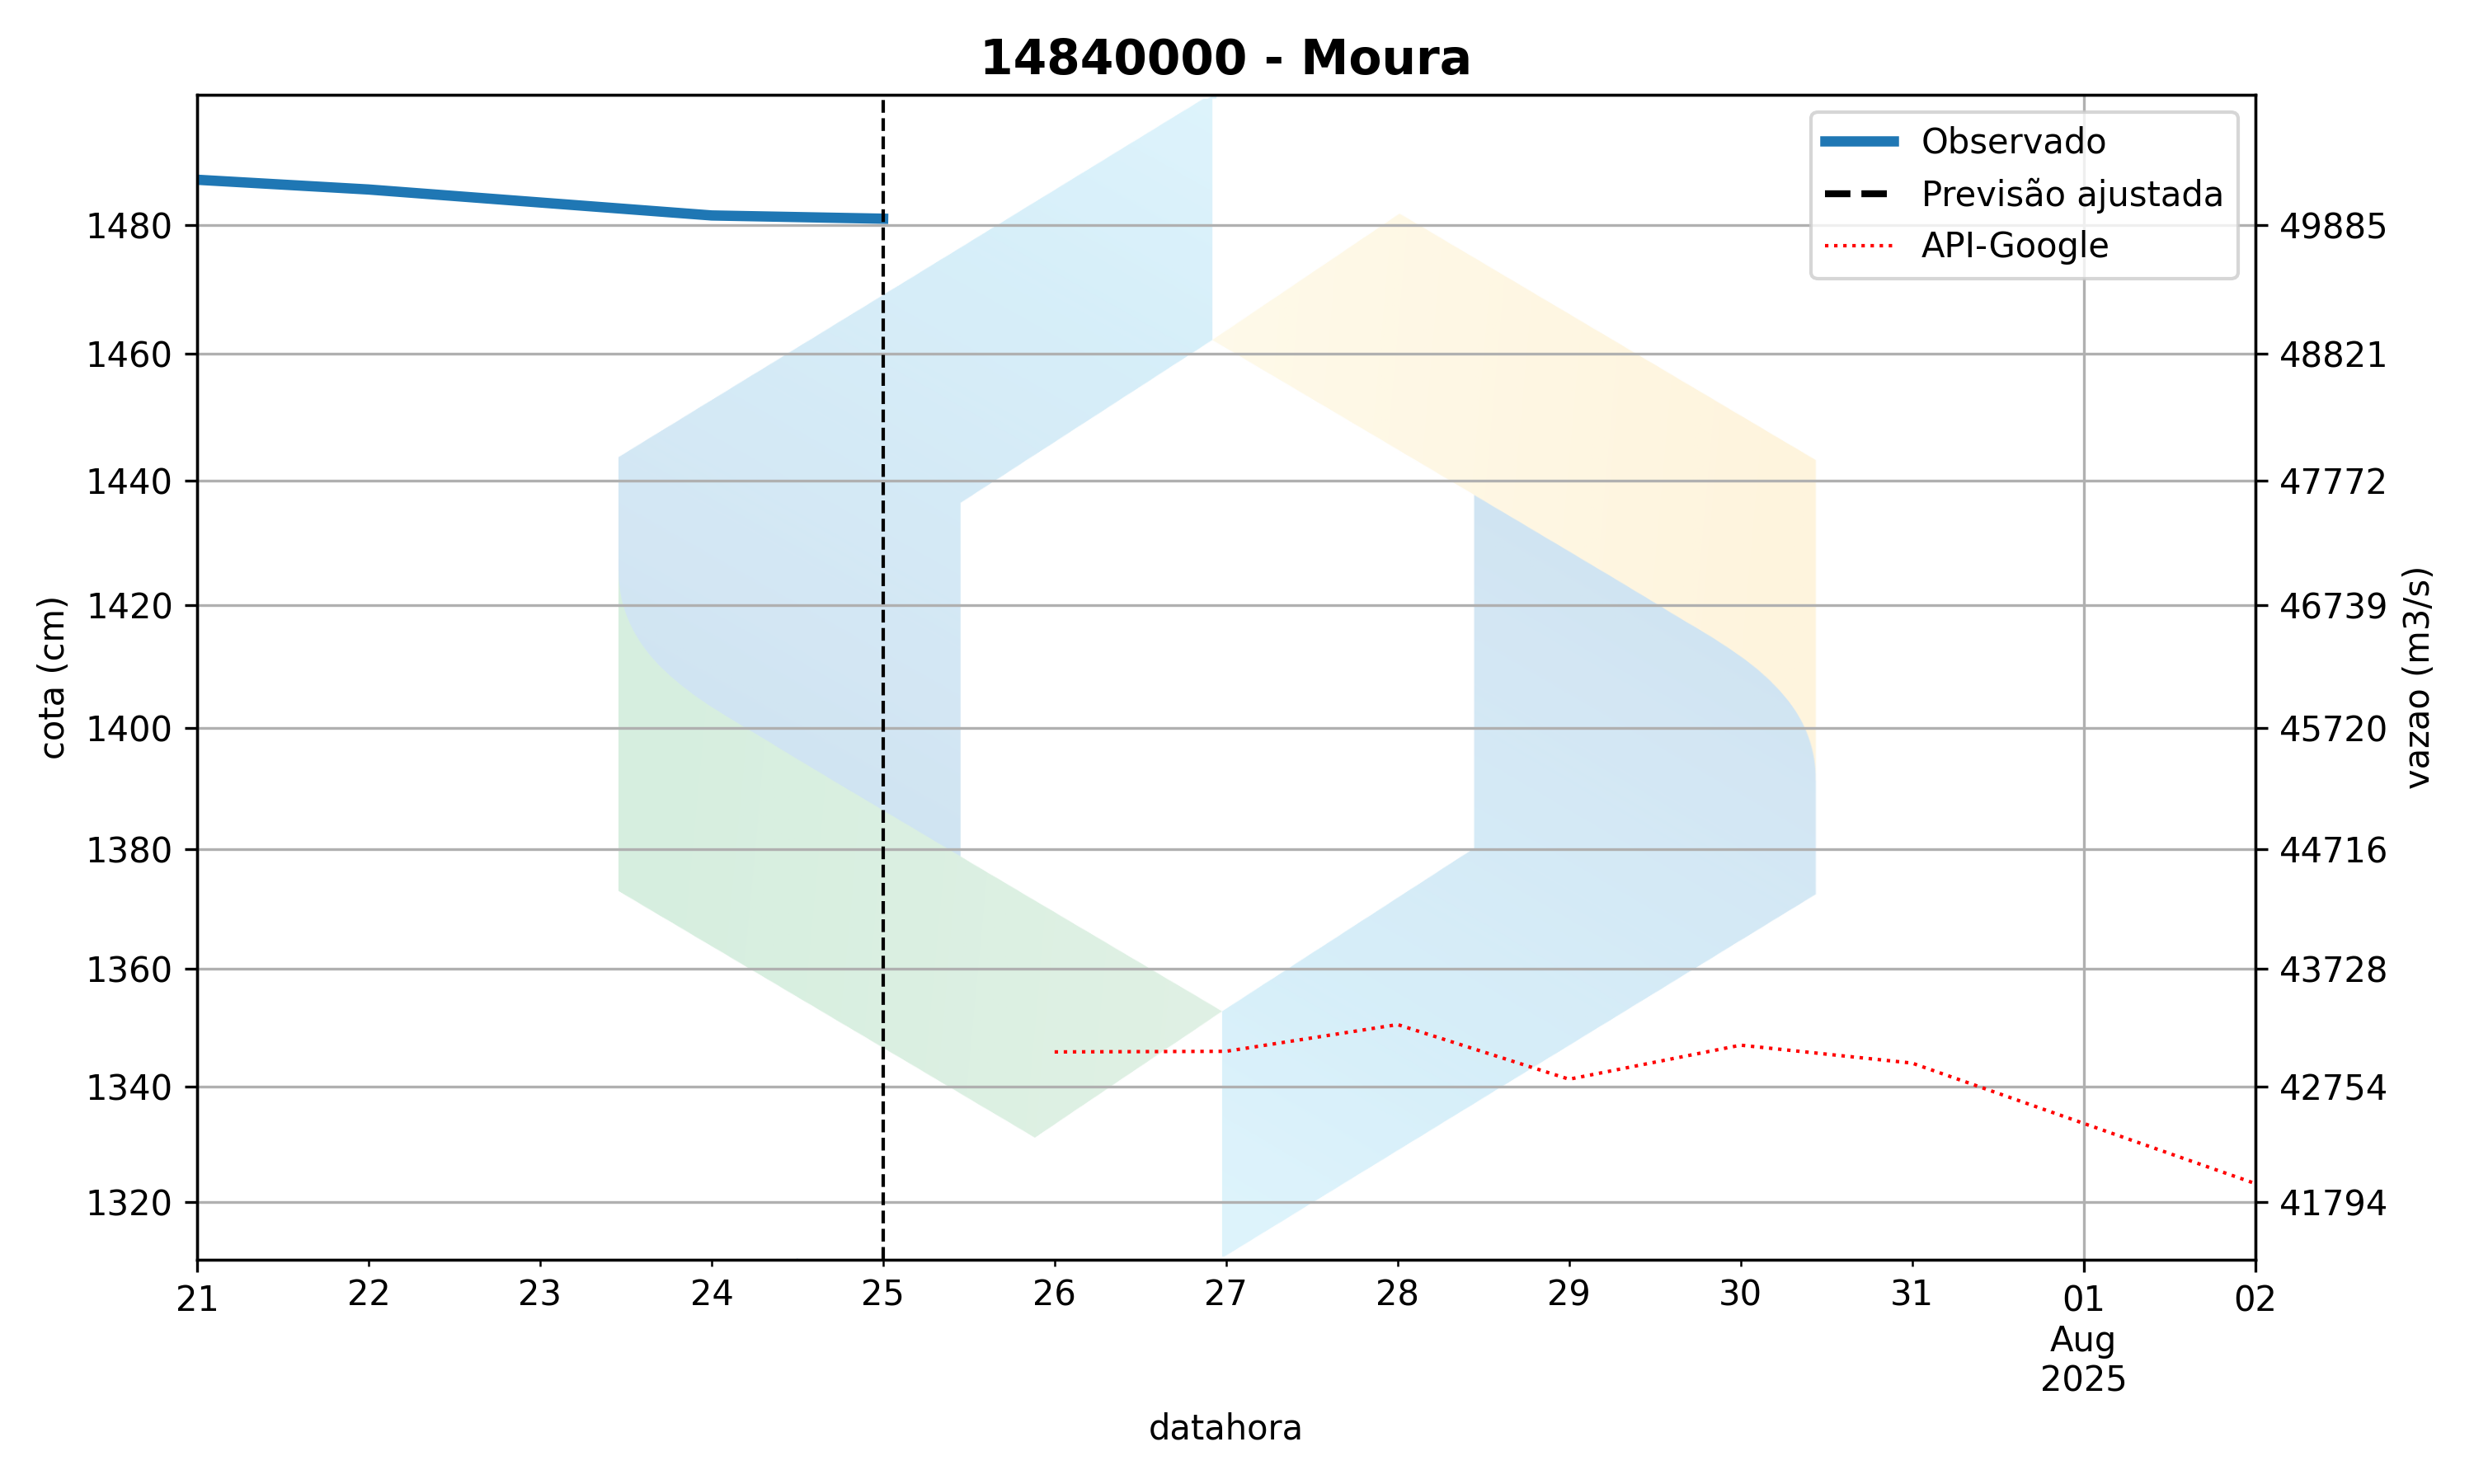 14840000 - Moura
Observado
Previsão ajustada
API-Google
cota (cm)
1480
1460
1440
1420
1400
1380
1360
1340
1320
49885
48821
47772
46739
45720
44716
43728
42754
41794
vazao (m3/s)
21 22 23 24 25 26 27 28 29 30 31 01 02
Aug
2025
datahora